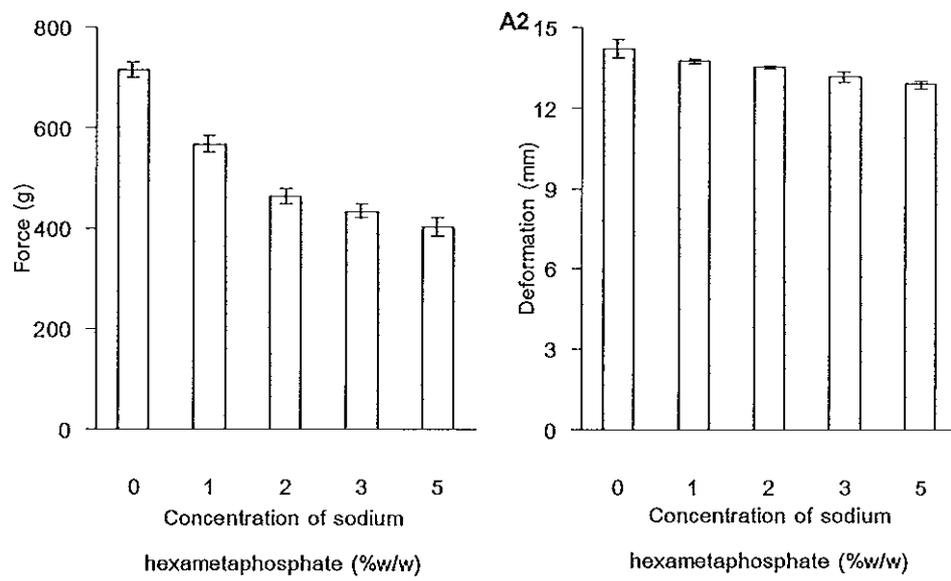 800
600
400
200
0
Force (g)
0 1 2 3 5
Concentration of sodium
hexametaphosphate (%w/w)
A2
15
12
9
6
3
0
Deformation (mm)
0 1 2 3 5
Concentration of sodium
hexametaphosphate (%w/w)